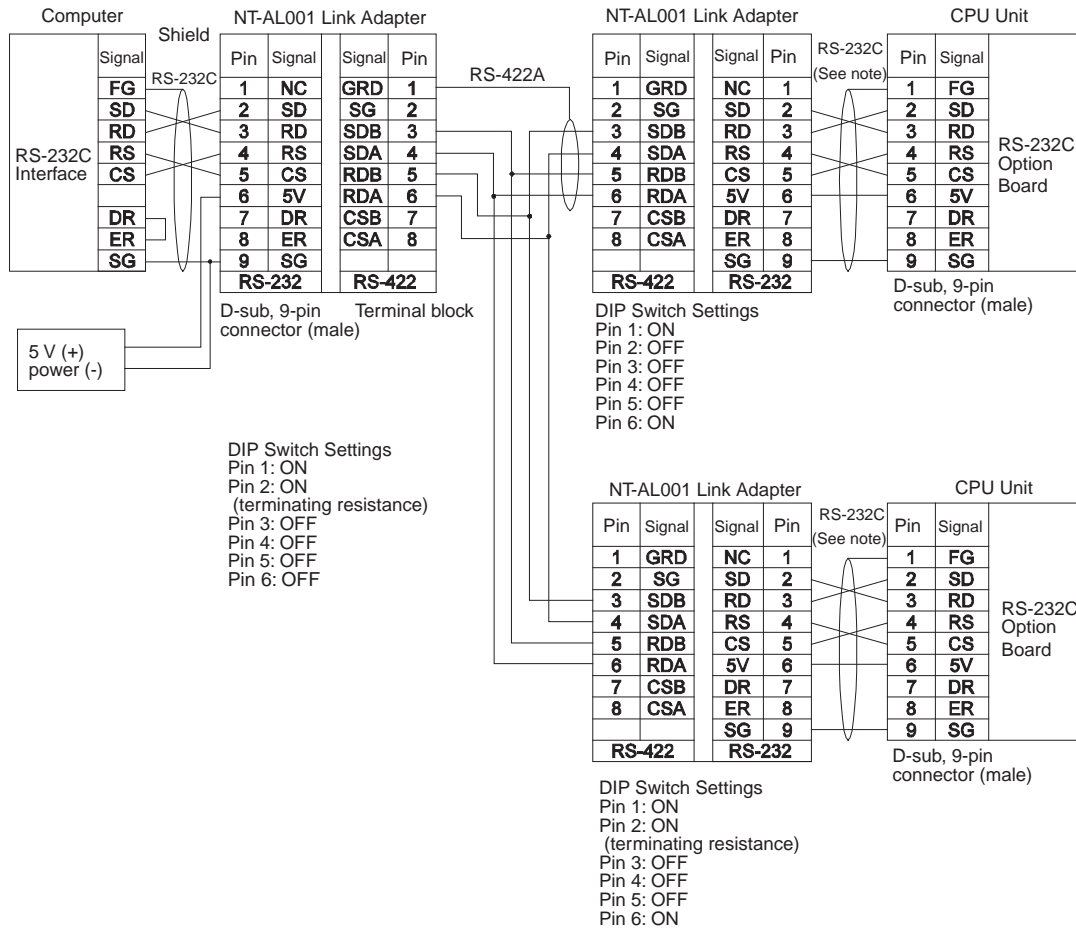 Computer
Shield
NT-AL001 Link Adapter
RS-232C
Interface
Signal
FG
SD
RD
RS
CS
DR
ER
SG
RS-232C
Pin Signal
1 NC
2 SD
3 RD
4 RS
5 CS
6 5V
7 DR
8 ER
9 SG
RS-232
Signal Pin
GRD 1
SG 2
SDB 3
SDA 4
RDB 5
RDA 6
CSB 7
CSA 8
RS-422
RS-422A
D-sub, 9-pin
connector (male)
Terminal block
5 V (+)
power (-)
DIP Switch Settings
Pin 1: ON
Pin 2: ON
(terminating resistance)
Pin 3: OFF
Pin 4: OFF
Pin 5: OFF
Pin 6: OFF
NT-AL001 Link Adapter
CPU Unit
Pin Signal
1 GRD
2 SG
3 SDB
4 SDA
5 RDB
6 RDA
7 CSB
8 CSA
RS-422
Signal Pin
NC 1
SD 2
RD 3
RS 4
CS 5
5V 6
DR 7
ER 8
SG 9
RS-232
RS-232C
(See note)
Pin Signal
1 FG
2 SD
3 RD
4 RS
5 CS
6 5V
7 DR
8 ER
9 SG
RS-232C
Option
Board
D-sub, 9-pin
connector (male)
DIP Switch Settings
Pin 1: ON
Pin 2: OFF
Pin 3: OFF
Pin 4: OFF
Pin 5: OFF
Pin 6: ON
NT-AL001 Link Adapter
CPU Unit
Pin Signal
1 GRD
2 SG
3 SDB
4 SDA
5 RDB
6 RDA
7 CSB
8 CSA
RS-422
Signal Pin
NC 1
SD 2
RD 3
RS 4
CS 5
5V 6
DR 7
ER 8
SG 9
RS-232
RS-232C
(See note)
Pin Signal
1 FG
2 SD
3 RD
4 RS
5 CS
6 5V
7 DR
8 ER
9 SG
RS-232C
Option
Board
D-sub, 9-pin
connector (male)
DIP Switch Settings
Pin 1: ON
Pin 2: ON
(terminating resistance)
Pin 3: OFF
Pin 4: OFF
Pin 5: OFF
Pin 6: ON